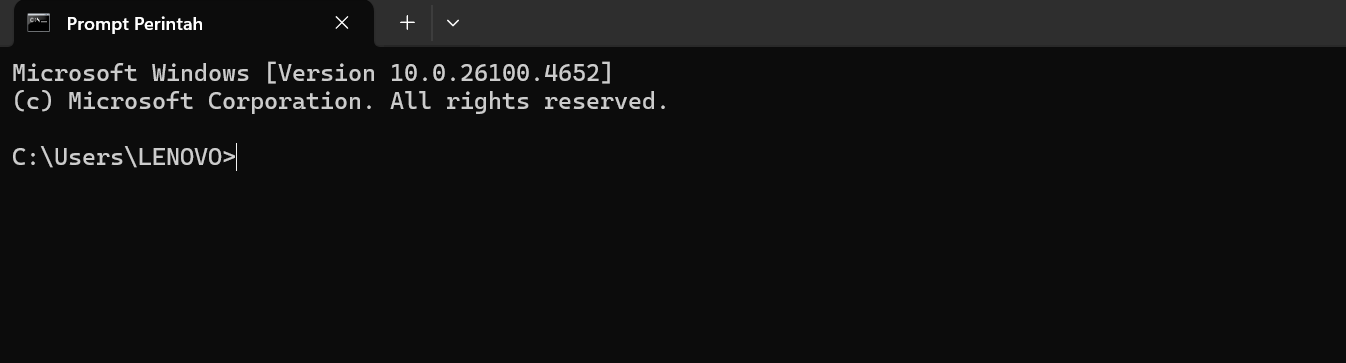 Prompt Perintah
Microsoft Windows [Version 10.0.26100.4652]
(c) Microsoft Corporation. All rights reserved.
C:\Users\LENOVO>